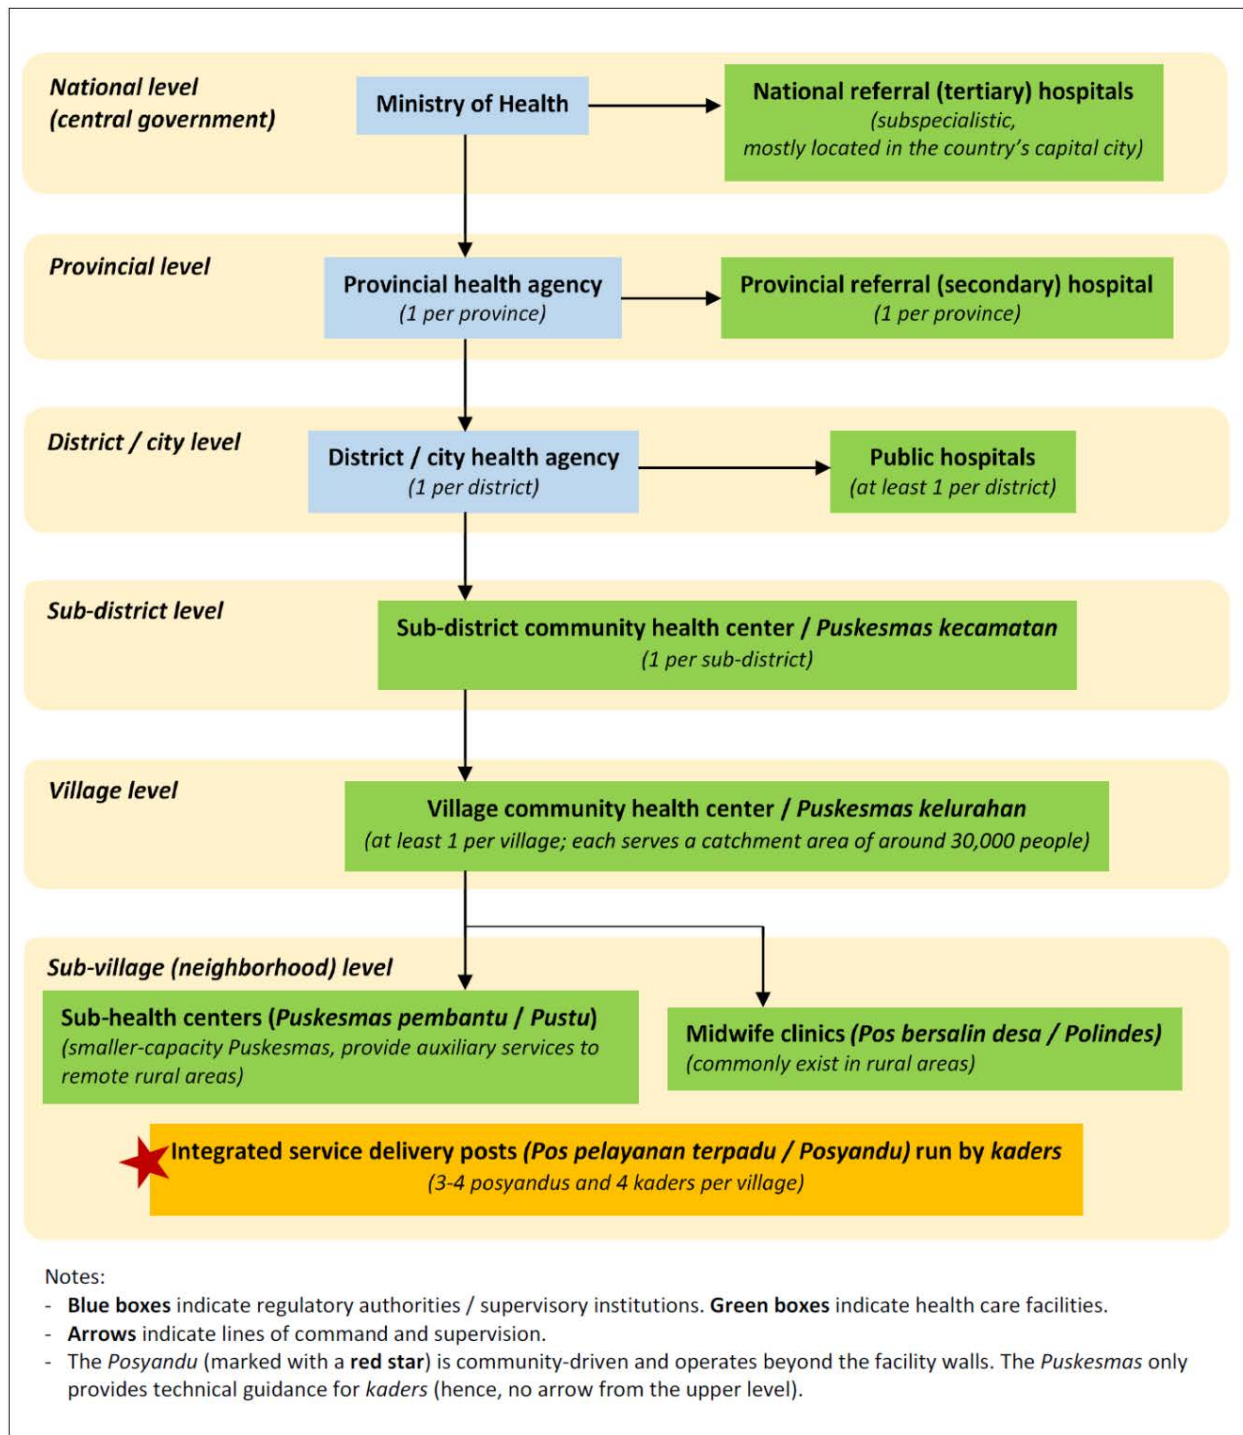 National level
(central government)
Ministry of Health
National referral (tertiary) hospitals
(subspecialistic,
mostly located in the country's capital city)
Provincial level
Provincial health agency
(1 per province)
Provincial referral (secondary) hospital
(1 per province)
District / city level
District / city health agency
(1 per district)
Public hospitals
(at least 1 per district)
Sub-district level
Sub-district community health center / Puskesmas kecamatan
(1 per sub-district)
Village level
Village community health center / Puskesmas kelurahan
(at least 1 per village; each serves a catchment area of around 30,000 people)
Sub-village (neighborhood) level
Sub-health centers (Puskesmas pembantu / Pustu)
(smaller-capacity Puskesmas, provide auxiliary services to
remote rural areas)
Midwife clinics (Pos bersalin desa / Polindes)
(commonly exist in rural areas)
Integrated service delivery posts (Pos pelayanan terpadu / Posyandu) run by kaders
(3-4 posyandus and 4 kaders per village)
Notes:
- Blue boxes indicate regulatory authorities / supervisory institutions. Green boxes indicate health care facilities.
- Arrows indicate lines of command and supervision.
- The Posyandu (marked with a red star) is community-driven and operates beyond the facility walls. The Puskesmas only
provides technical guidance for kaders (hence, no arrow from the upper level).